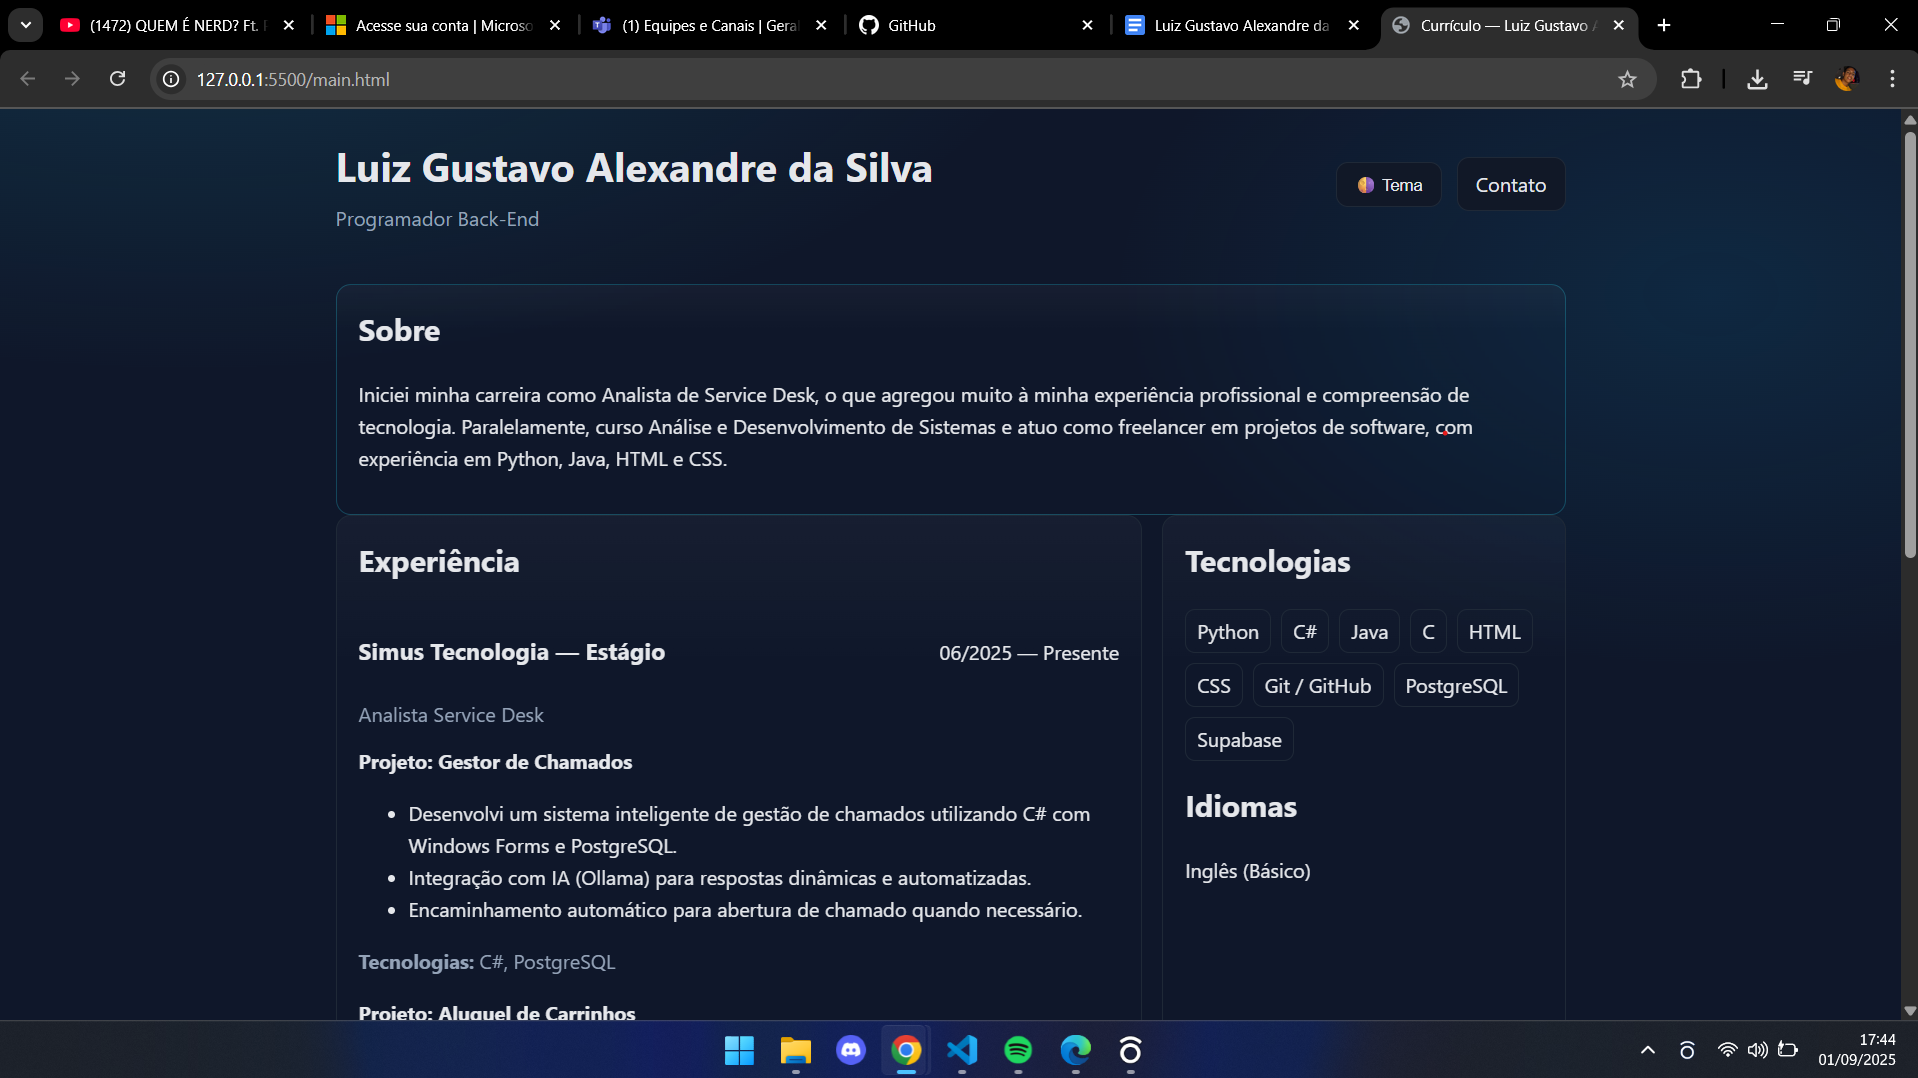 (1472) QUEM É NERD? Ft.
Acesse sua conta | Microso
(1) Equipes e Canais | Geral
GitHub
Luiz Gustavo Alexandre da
Currículo — Luiz Gustavo
127.0.0.1:5500/main.html
Luiz Gustavo Alexandre da Silva
Programador Back-End
Tema
Contato
Sobre
Iniciei minha carreira como Analista de Service Desk, o que agregou muito à minha experiência profissional e compreensão de
tecnologia. Paralelamente, curso Análise e Desenvolvimento de Sistemas e atuo como freelancer em projetos de software, com
experiência em Python, Java, HTML e CSS.
Experiência
Simus Tecnologia — Estágio
06/2025 — Presente
Analista Service Desk
Projeto: Gestor de Chamados
• Desenvolvi um sistema inteligente de gestão de chamados utilizando C# com
Windows Forms e PostgreSQL.
• Integração com IA (Ollama) para respostas dinâmicas e automatizadas.
• Encaminhamento automático para abertura de chamado quando necessário.
Tecnologias: C#, PostgreSQL
Projeto: Aluguel de Carrinhos
Tecnologias
Python C# Java C HTML
CSS Git / GitHub PostgreSQL
Supabase
Idiomas
Inglês (Básico)
17:44
01/09/2025